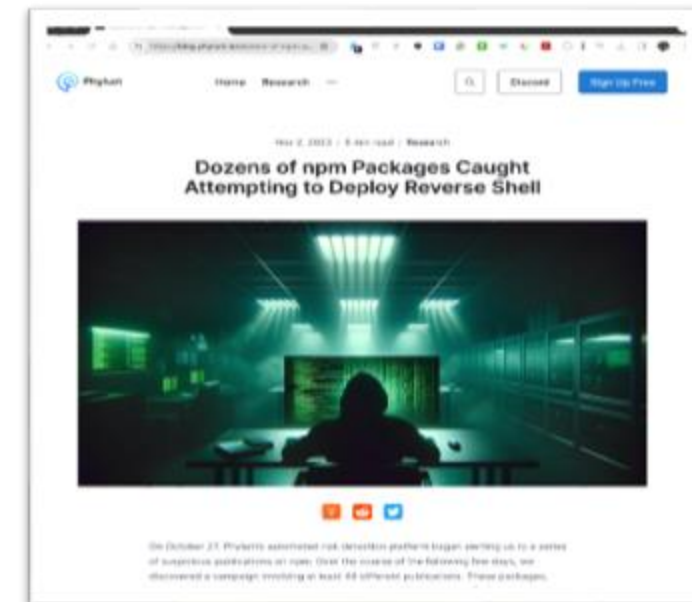 Phylum
Home Research
Discord
Sign Up Free
Nov 2, 2023 / 5 min read / Research
Dozens of npm Packages Caught
Attempting to Deploy Reverse Shell
On October 27, Phylum's automated risk detection platform began alerting us to a series
of suspicious publications on npm. Over the course of the following few days, we
discovered a campaign involving at least 48 different publications. These packages,